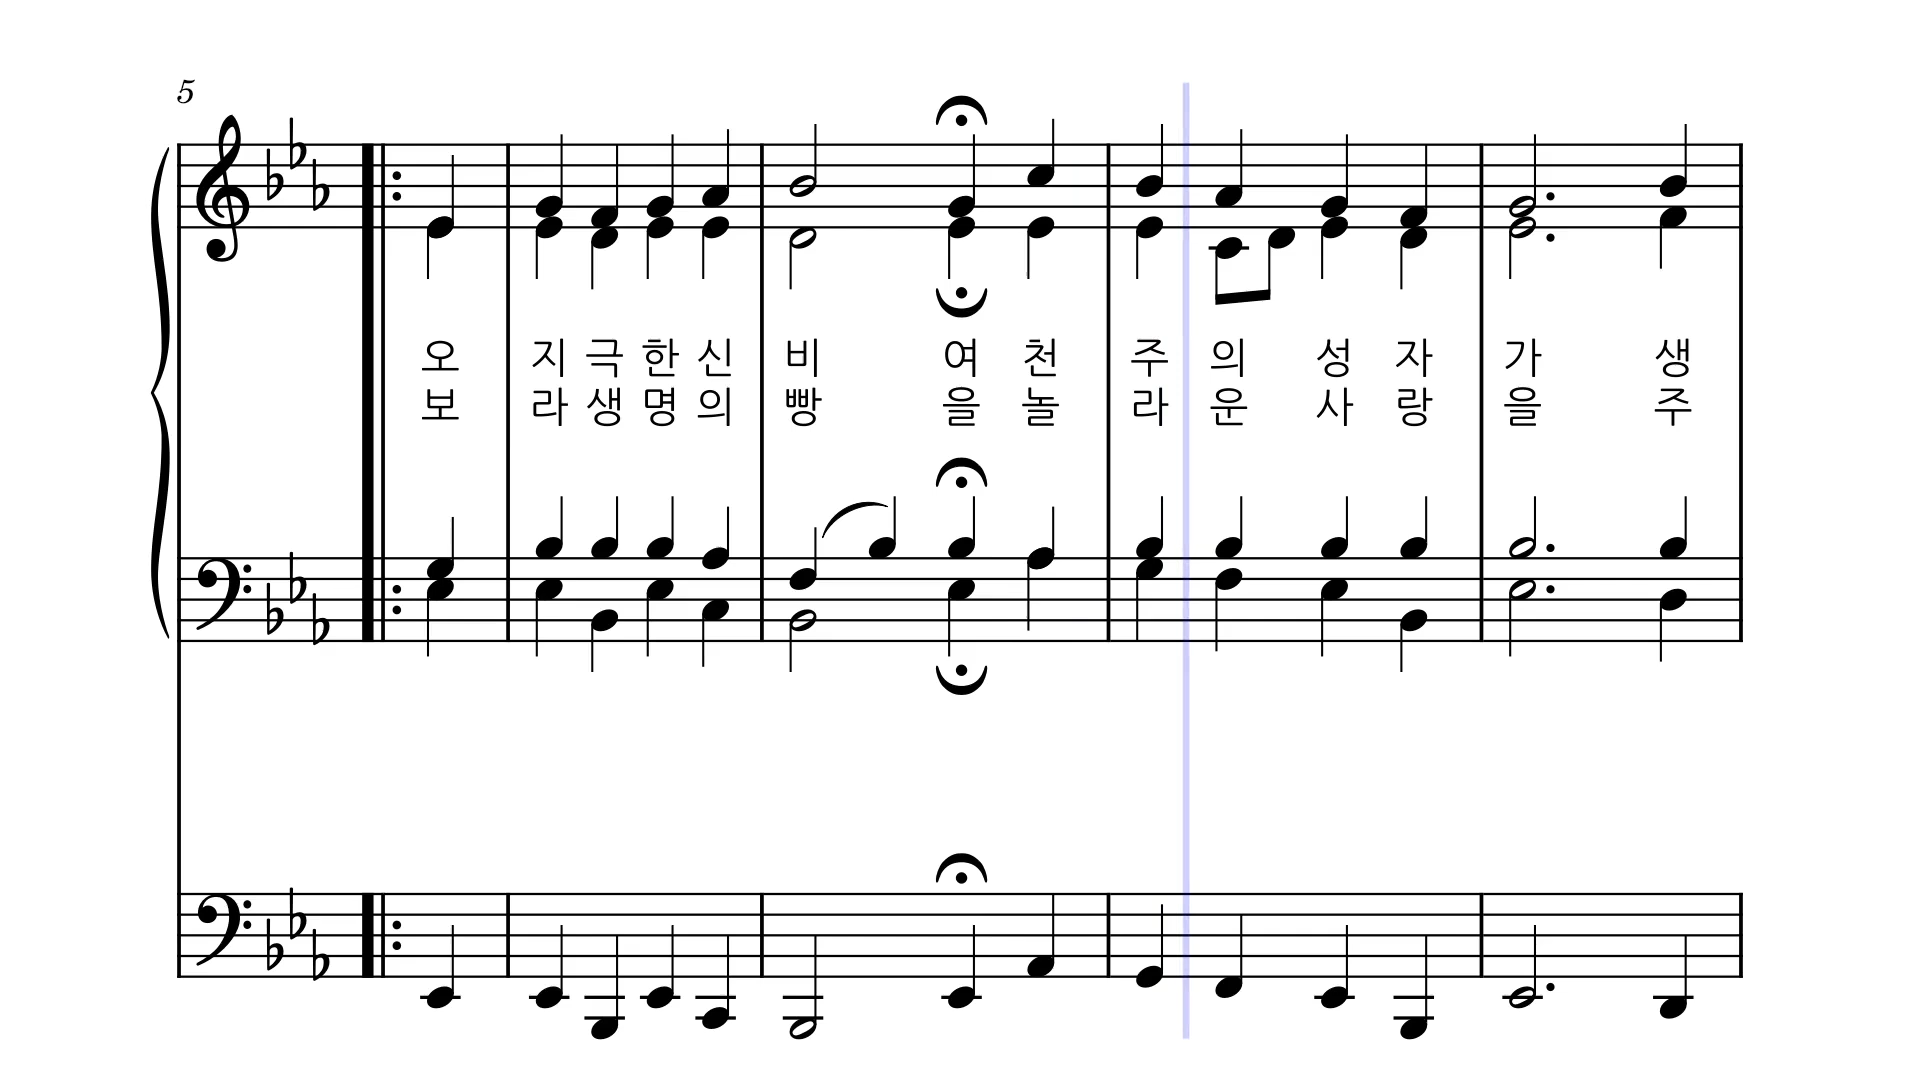 5
오 지 극 한 신 비 여 천 주 의 성 자 가 생
보 라 생 명 의 빵 을 놀 라 운 사 랑 을 주